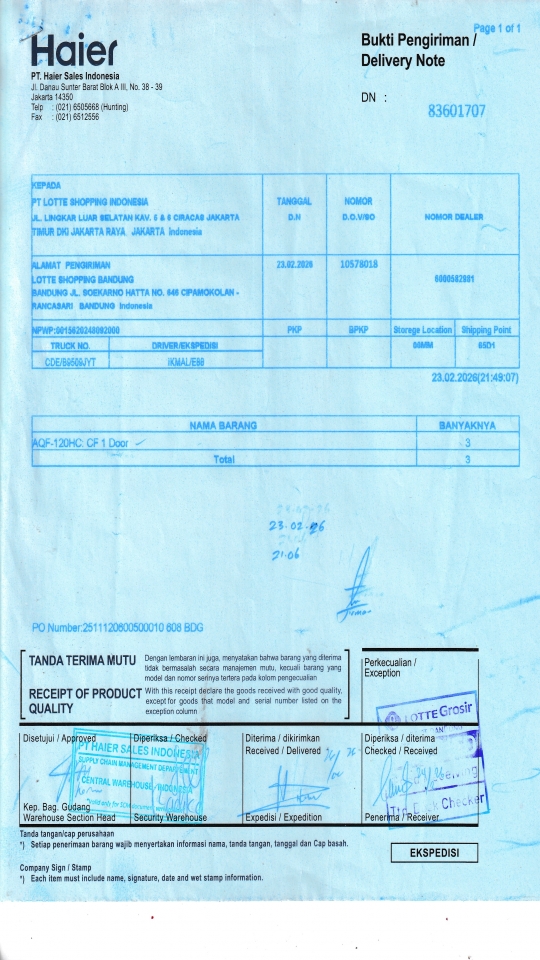 Page 1 of 1
Haier
Bukti Pengiriman /
Delivery Note
PT. Haier Sales Indonesia
Jl. Danau Sunter Barat Blok A III, No. 38 - 39
Jakarta 14350
Telp : (021) 6505668 (Hunting)
Fax : (021) 6512556
DN :
83601707
KEPADA
PT LOTTE SHOPPING INDONESIA
JL. LINGKAR LUAR SELATAN KAV. 5 & 6 CIRACAS JAKARTA
TIMUR DKI JAKARTA RAYA. JAKARTA Indonesia
TANGGAL
D.N
NOMOR
D.O.V/SO
NOMOR DEALER
ALAMAT PENGIRIMAN
LOTTE SHOPPING BANDUNG
BANDUNG JL. SOEKARNO HATTA NO. 646 CIPAMOKOLAN -
RANCASARI BANDUNG Indonesia
23.02.2026
10578018
6000582981
NPWP:0015620248092000
PKP
BPKP
Storege Location
Shipping Point
TRUCK NO.
DRIVER/EKSPEDISI
00MM
65D1
CDE/B9509JYT
IKMAL/EBB
23.02.2026(21:49:07)
NAMA BARANG
BANYAKNYA
AQF-120HC: CF 1 Door
3
Total
3
23.02.26
21.06
PO Number:2511120600500010 608 BDG
TANDA TERIMA MUTU
Dengan lembaran ini juga, menyatakan bahwa barang yang diterima
tidak bermasalah secara manajemen mutu, kecuali barang yang
model dan nomor serinya tertera pada kolom pengecualian
RECEIPT OF PRODUCT
QUALITY
With this receipt declare the goods received with good quality,
except for goods that model and serial number listed on the
exception column
Perkecualian /
Exception
LOTTE Grosir
Disetujui / Approved
Diperiksa / Checked
Diterima / dikirimkan
Received / Delivered
Diperiksa / diterima
Checked / Received
PT HAIER SALES INDONESIA
SUPPLY CHAIN MANAGEMENT DEPARTMENT
CENTRAL WAREHOUSE INDONESIA
Checker
Kep. Bag. Gudang
Warehouse Section Head
Security Warehouse
Expedisi / Expedition
Penerima / Receiver
Tanda tangan/cap perusahaan
*) Setiap penerimaan barang wajib menyertakan informasi nama, tanda tangan, tanggal dan Cap basah.
EKSPEDISI
Company Sign / Stamp
*) Each item must include name, signature, date and wet stamp information.